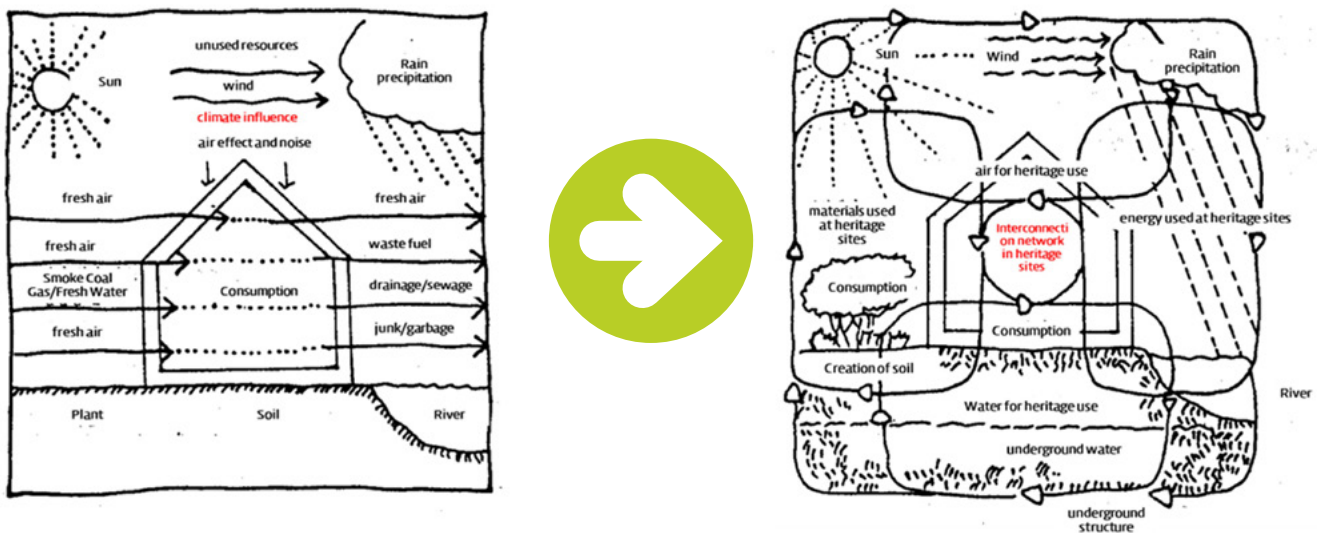 unused resources
Sun
wind
climate influence
air effect and noise
Rain
precipitation
fresh air
fresh air
fresh air
waste fuel
Smoke Coal
Gas/Fresh Water
Consumption
drainage/sewage
fresh air
junk/garbage
Plant
Soil
River
Sun
Wind
Rain
precipitation
air for heritage use
materials used
at heritage
sites
energy used at heritage sites
Interconnecti
on network
in heritage
sites
Consumption
Consumption
Creation of soil
Water for heritage use
River
underground water
underground
structure